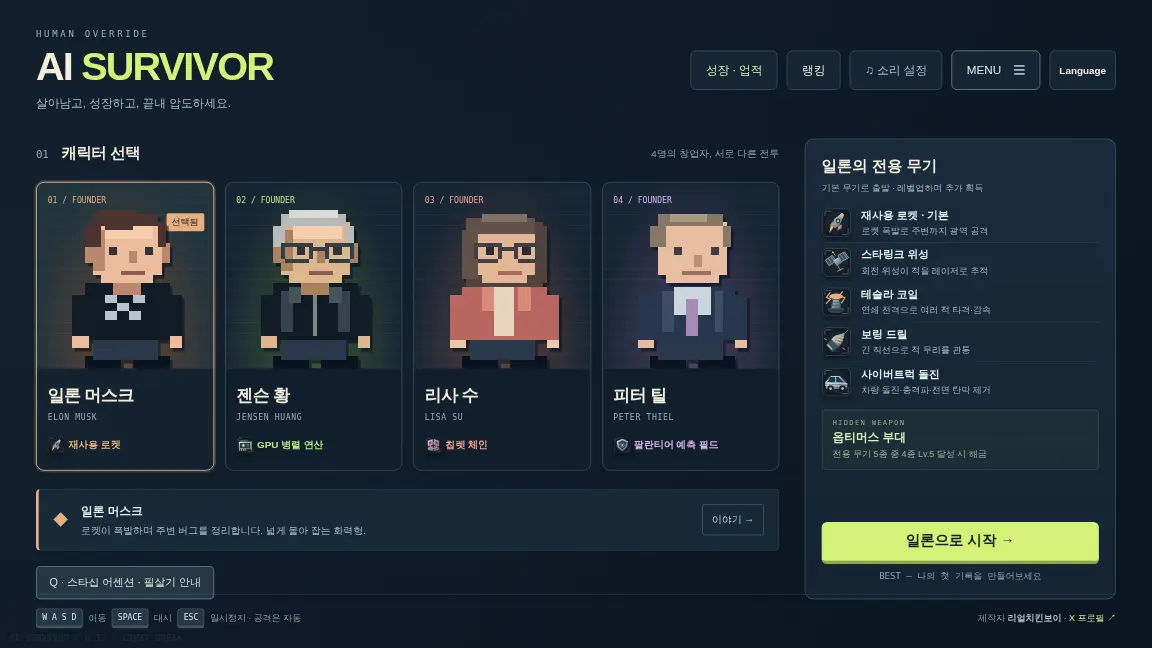 HUMAN OVERRIDE
AI SURVIVOR
살아남고, 성장하고, 끝내 압도하세요.
성장 · 업적
랭킹
♫ 소리 설정
MENU ☰
Language
01 캐릭터 선택
4명의 창업자, 서로 다른 전투
01 / FOUNDER
선택됨
일론 머스크
ELON MUSK
재사용 로켓
02 / FOUNDER
젠슨 황
JENSEN HUANG
GPU 병렬 연산
03 / FOUNDER
리사 수
LISA SU
칩렛 체인
04 / FOUNDER
피터 틸
PETER THIEL
팔란티어 예측 필드
일론 머스크
로켓이 폭발하며 주변 버그를 정리합니다. 넓게 몰아 잡는 화력형.
이야기 →
Q · 스타십 어센션 · 필살기 안내
W A S D 이동 SPACE 대시 ESC 일시정지 · 공격은 자동
일론의 전용 무기
기본 무기로 출발 · 레벨업하며 추가 획득
재사용 로켓 · 기본
로켓 폭발로 주변까지 광역 공격
스타링크 위성
회전 위성이 적을 레이저로 추적
테슬라 코일
연쇄 전격으로 여러 적 타격·감속
보링 드릴
긴 직선으로 적 무리를 관통
사이버트럭 돌진
차량 돌진·충격파·전면 탄막 제거
HIDDEN WEAPON
옵티머스 부대
전용 무기 5종 중 4종 Lv.5 달성 시 해금
일론으로 시작 →
BEST — 나의 첫 기록을 만들어보세요
제작자 리얼치킨보이 · X 프로필 ↗